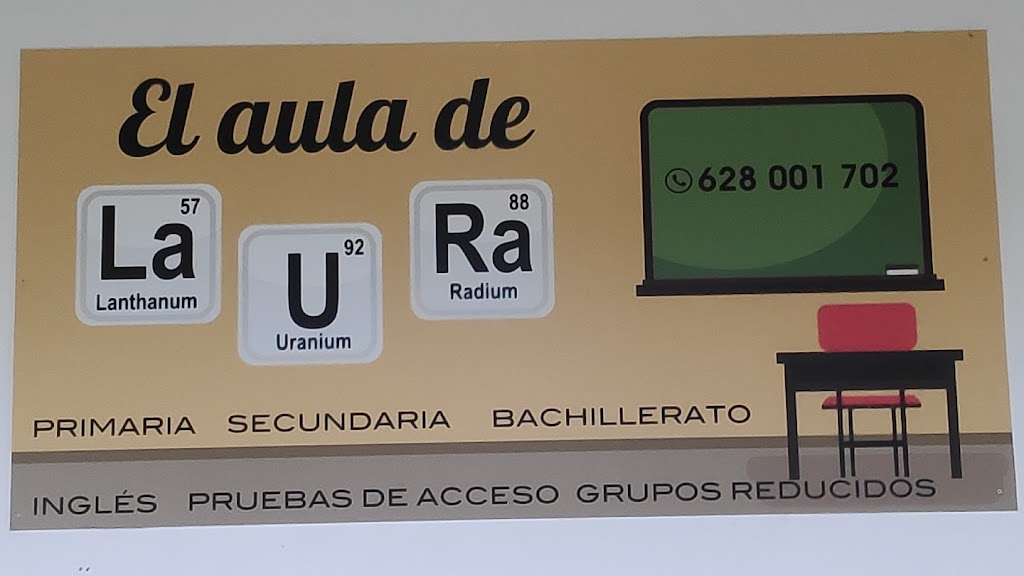 El aula de
57
La
Lanthanum
92
U
Uranium
88
Ra
Radium
628 001 702
PRIMARIA SECUNDARIA BACHILLERATO
INGLÉS PRUEBAS DE ACCESO GRUPOS REDUCIDOS